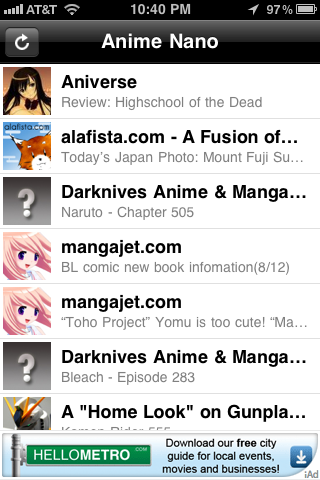 AT&T 10:40 PM 97%
Anime Nano
Aniverse
Review: Highschool of the Dead
alafista.com
alafista.com - A Fusion of…
Today's Japan Photo: Mount Fuji Su…
?
Darknives Anime & Manga…
Naruto - Chapter 505
mangajet.com
BL comic new book infomation(8/12)
mangajet.com
“Toho Project” Yomu is too cute! “Ma…
?
Darknives Anime & Manga…
Bleach - Episode 283
A "Home Look" on Gunpla…
Kamen Rider 555
HELLOMETRO.COM
Download our free city
guide for local events,
movies and businesses!
iAd